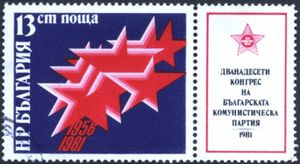 13 ст поща
НР БЪЛГАРИЯ
1956
1981
ДВАНАДЕСЕТИ
КОНГРЕС
НА
БЪЛГАРСКАТА
КОМУНИСТИЧЕСКА
ПАРТИЯ
1981